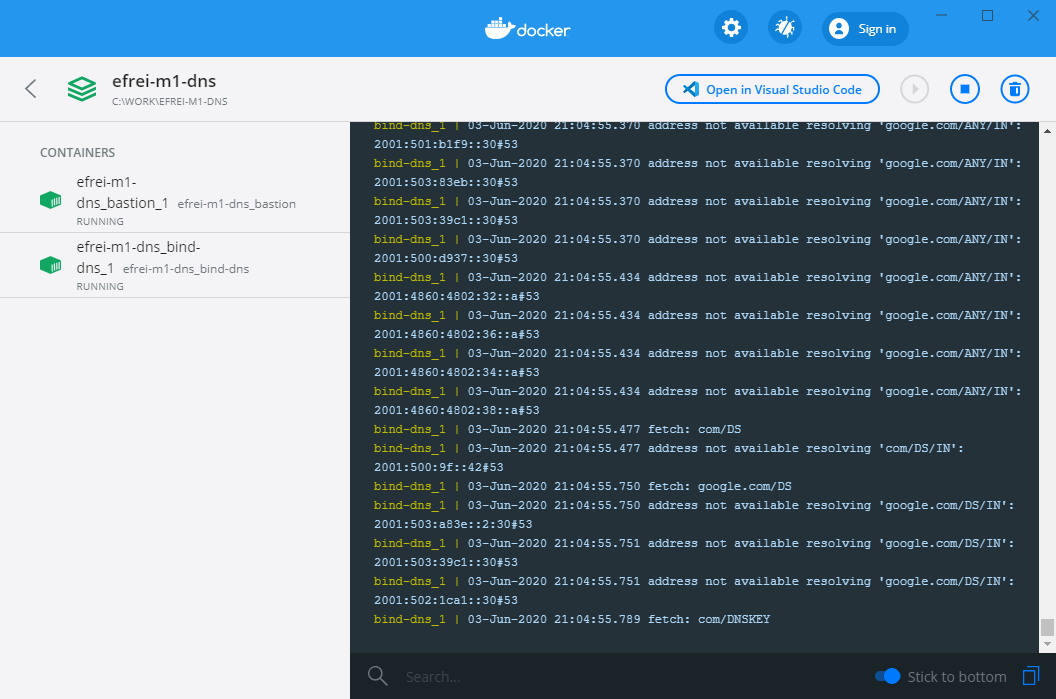 docker
Sign in
efrei-m1-dns
C:\WORK\EFREI-M1-DNS
Open in Visual Studio Code
CONTAINERS
efrei-m1-
dns_bastion_1 efrei-m1-dns_bastion
RUNNING
efrei-m1-dns_bind-
dns_1 efrei-m1-dns_bind-dns
RUNNING
bind-dns_1 | 03-Jun-2020 21:04:55.370 address not available resolving 'google.com/ANY/IN':
2001:501:b1f9::30#53
bind-dns_1 | 03-Jun-2020 21:04:55.370 address not available resolving 'google.com/ANY/IN':
2001:503:83eb::30#53
bind-dns_1 | 03-Jun-2020 21:04:55.370 address not available resolving 'google.com/ANY/IN':
2001:503:39c1::30#53
bind-dns_1 | 03-Jun-2020 21:04:55.370 address not available resolving 'google.com/ANY/IN':
2001:500:d937::30#53
bind-dns_1 | 03-Jun-2020 21:04:55.434 address not available resolving 'google.com/ANY/IN':
2001:4860:4802:32::a#53
bind-dns_1 | 03-Jun-2020 21:04:55.434 address not available resolving 'google.com/ANY/IN':
2001:4860:4802:36::a#53
bind-dns_1 | 03-Jun-2020 21:04:55.434 address not available resolving 'google.com/ANY/IN':
2001:4860:4802:34::a#53
bind-dns_1 | 03-Jun-2020 21:04:55.434 address not available resolving 'google.com/ANY/IN':
2001:4860:4802:38::a#53
bind-dns_1 | 03-Jun-2020 21:04:55.477 fetch: com/DS
bind-dns_1 | 03-Jun-2020 21:04:55.477 address not available resolving 'com/DS/IN':
2001:500:9f::42#53
bind-dns_1 | 03-Jun-2020 21:04:55.750 fetch: google.com/DS
bind-dns_1 | 03-Jun-2020 21:04:55.750 address not available resolving 'google.com/DS/IN':
2001:503:a83e::2:30#53
bind-dns_1 | 03-Jun-2020 21:04:55.751 address not available resolving 'google.com/DS/IN':
2001:503:39c1::30#53
bind-dns_1 | 03-Jun-2020 21:04:55.751 address not available resolving 'google.com/DS/IN':
2001:502:1ca1::30#53
bind-dns_1 | 03-Jun-2020 21:04:55.789 fetch: com/DNSKEY
Search...
Stick to bottom